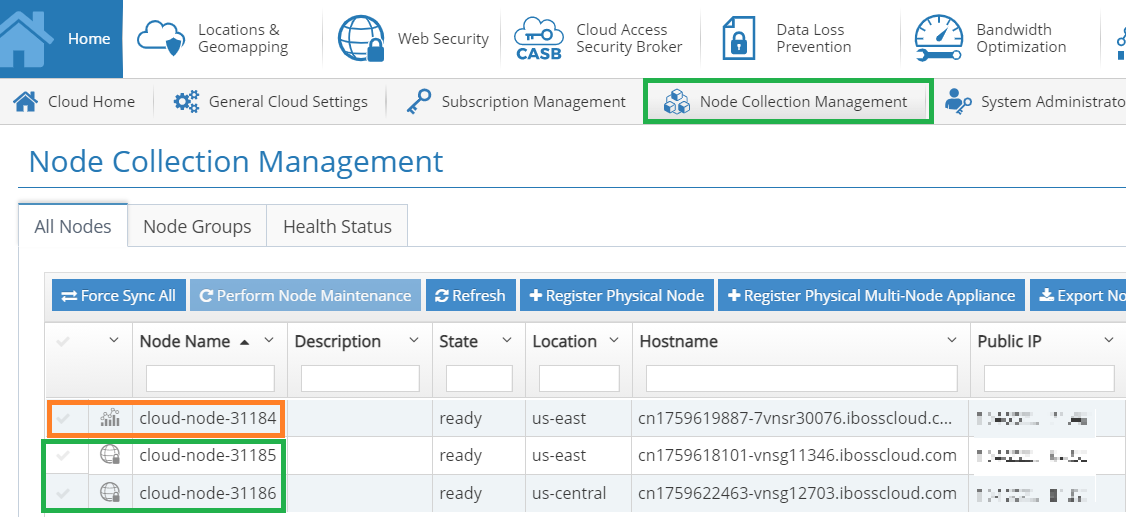 Home
Locations &
Geomapping
Web Security
CASB
Cloud Access
Security Broker
Data Loss
Prevention
Bandwidth
Optimization
Cloud Home
General Cloud Settings
Subscription Management
Node Collection Management
System Administrato
Node Collection Management
All Nodes
Node Groups
Health Status
Force Sync All
Perform Node Maintenance
Refresh
Register Physical Node
Register Physical Multi-Node Appliance
Export No
Node Name
Description
State
Location
Hostname
Public IP
cloud-node-31184 ready us-east cn1759619887-7vnsr30076.ibosscloud.c...
cloud-node-31185 ready us-east cn1759618101-vnsg11346.ibosscloud.com
cloud-node-31186 ready us-central cn1759622463-vnsg12703.ibosscloud.com